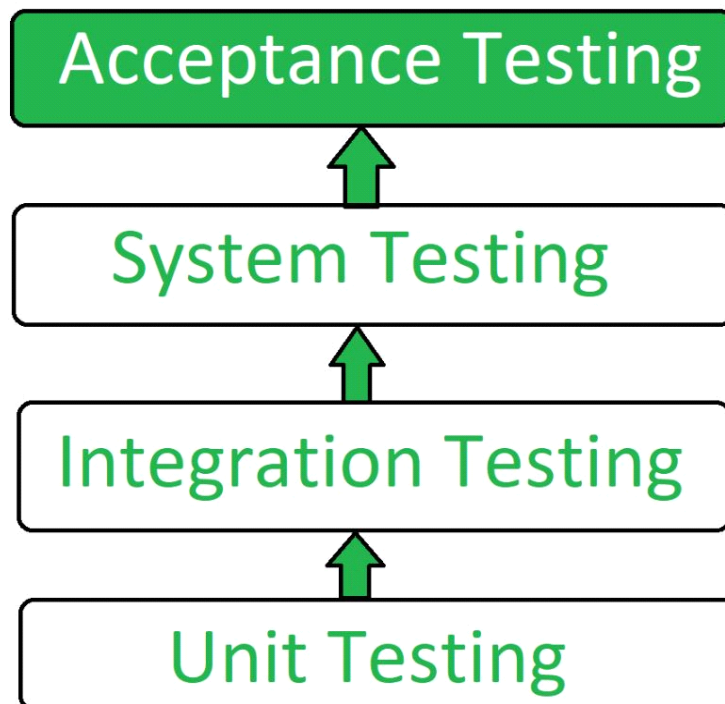 Acceptance Testing
System Testing
Integration Testing
Unit Testing